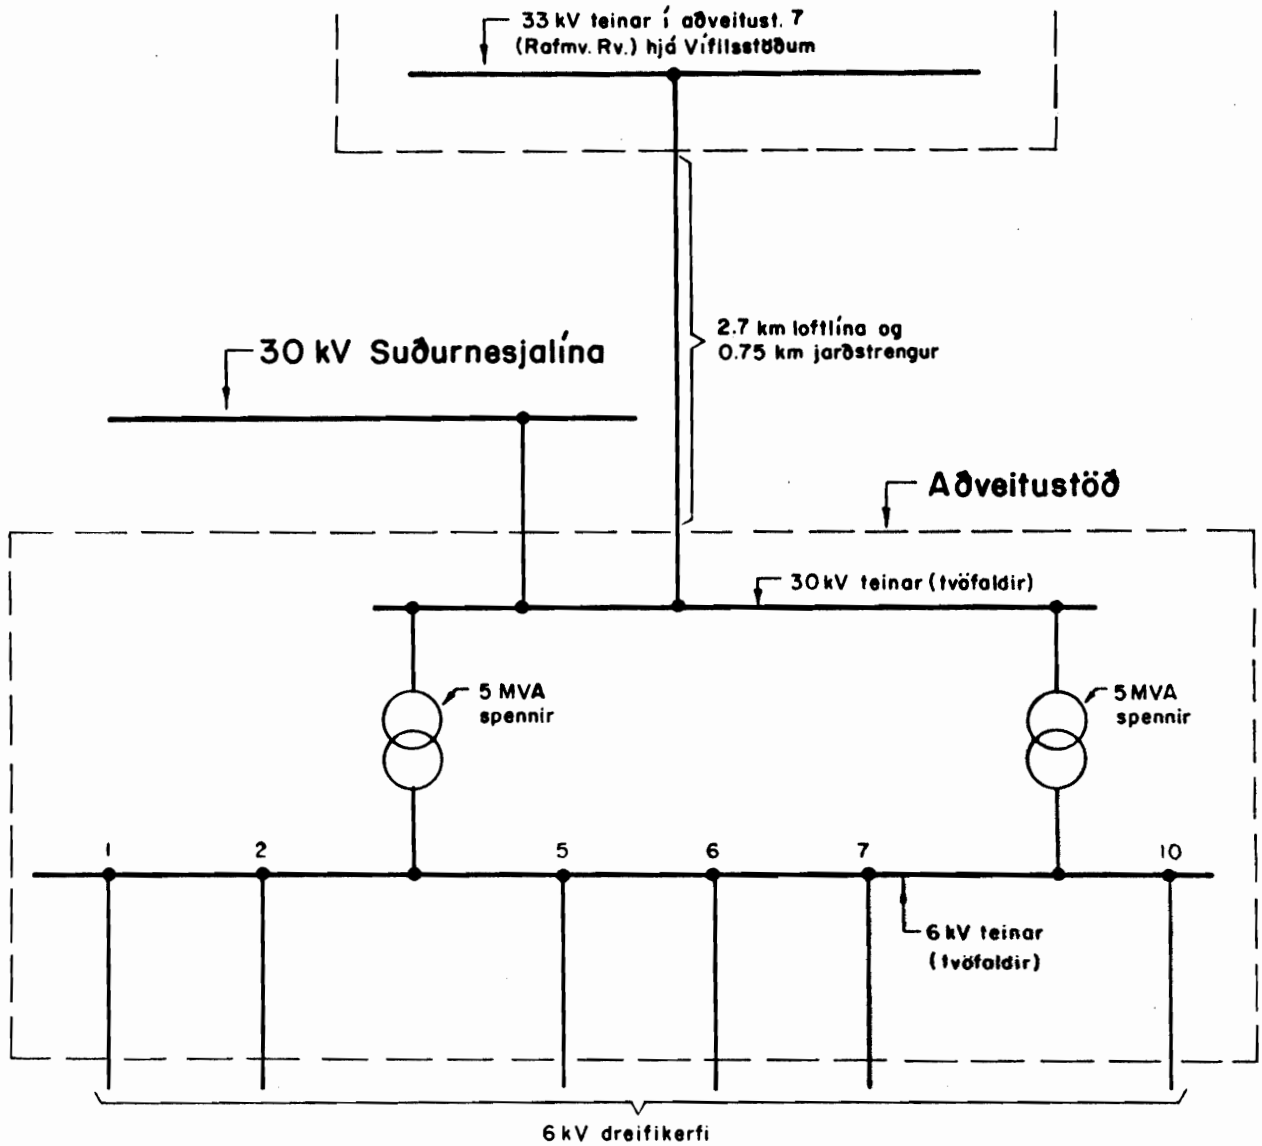 33 kV teinar í aðveitust. 7
(Rafmv. Rv.) hjá Vífilsstöðum
2.7 km loftlína og
0.75 km jarðstrengur
30 kV Suðurnesjalína
Aðveitustöð
30 kV teinar (tvöfaldir)
5 MVA
spennir
5 MVA
spennir
1 2 5 6 7 10
6 kV teinar
(tvöfaldir)
6 kV dreifikerfi